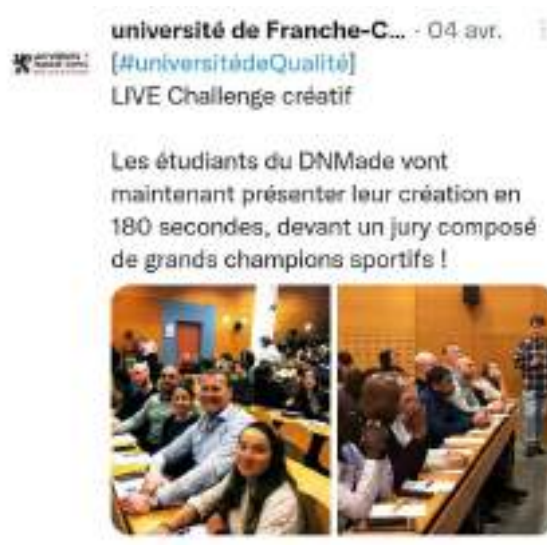 université de Franche-C... · 04 avr.
[#universitédeQualité]
LIVE Challenge créatif
Les étudiants du DNMade vont
maintenant présenter leur création en
180 secondes, devant un jury composé
de grands champions sportifs !